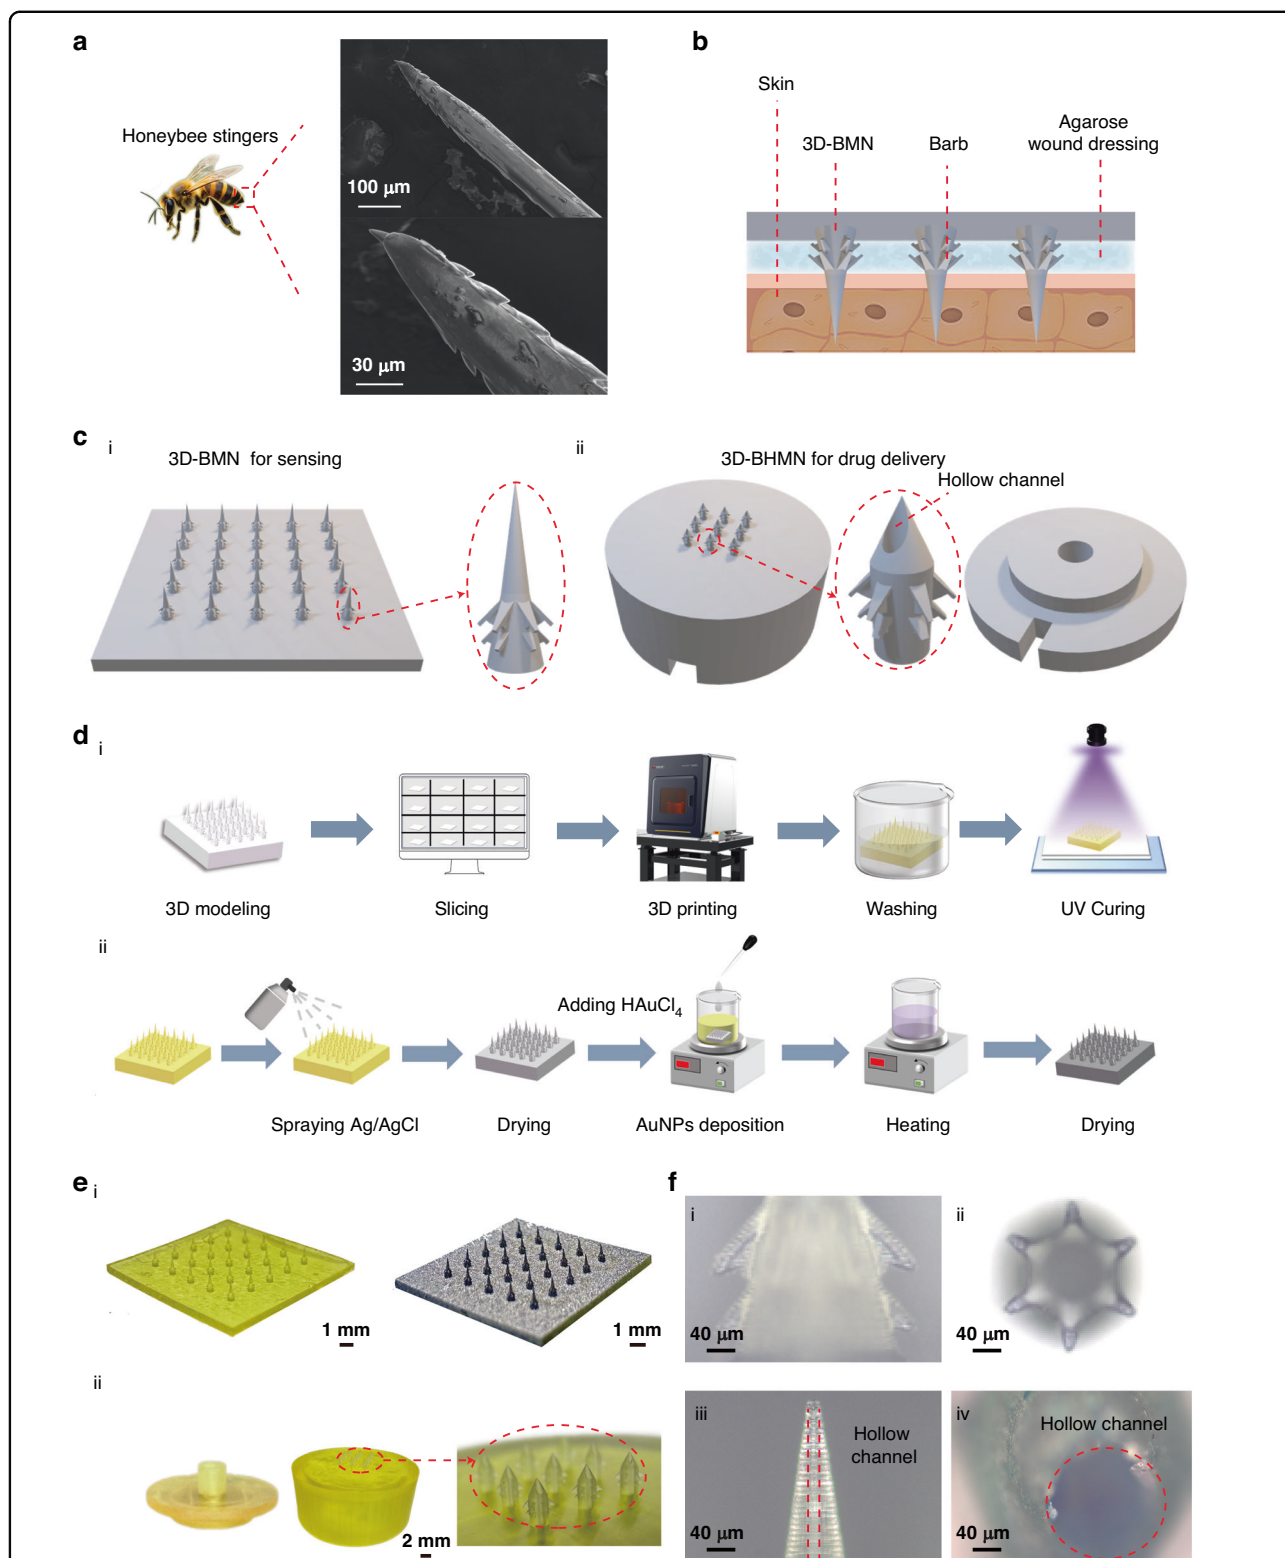 a
Honeybee stingers
100 μm
30 μm
b
Skin
3D-BMN
Barb
Agarose
wound dressing
c
i
3D-BMN for sensing
ii
3D-BHMN for drug delivery
Hollow channel
d
i
3D modeling
Slicing
3D printing
Washing
UV Curing
ii
Adding HAuCl₄
Spraying Ag/AgCl
Drying
AuNPs deposition
Heating
Drying
e
i
1 mm
1 mm
ii
2 mm
f
i
40 μm
ii
40 μm
iii
Hollow
channel
40 μm
iv
Hollow channel
40 μm